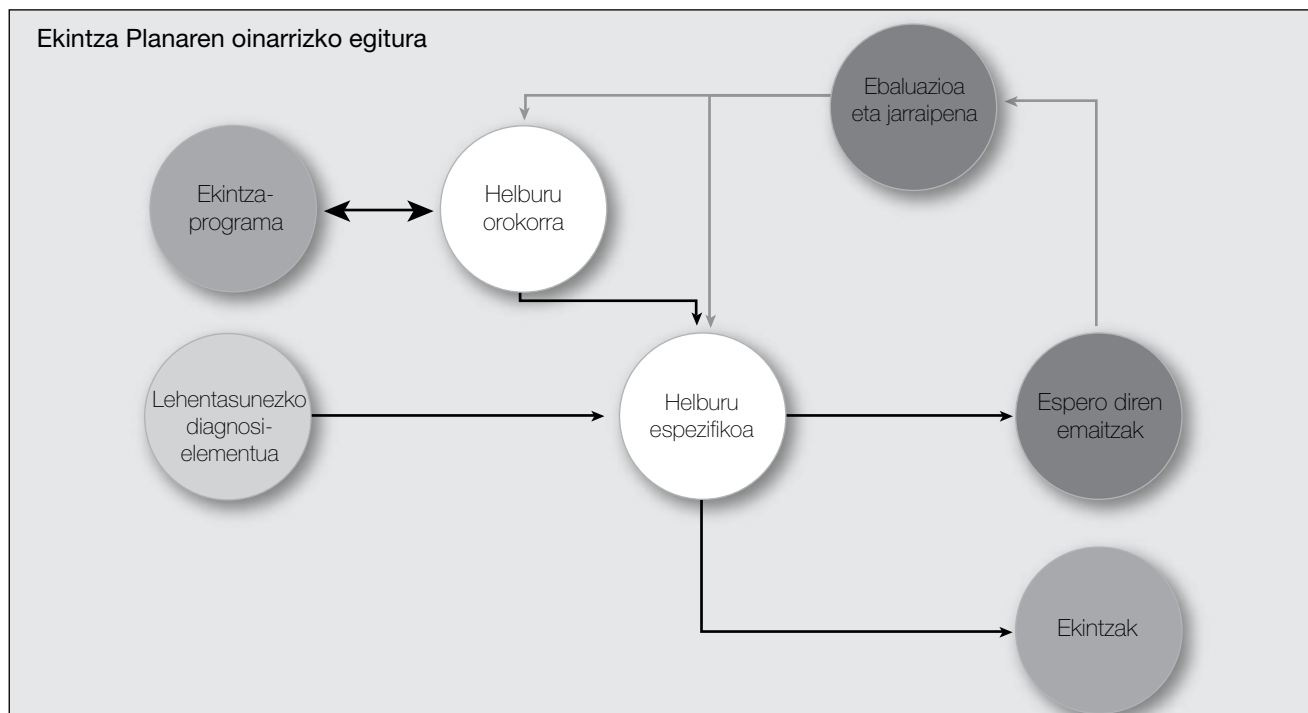 Ekintza Planaren oinarrizko egitura
Ebaluazioa
eta jarraipena
Ekintza-
programa
Helburu
orokorra
Lehentasunezko
diagnosi-
elementua
Helburu
espezifikoa
Espero diren
emaitzak
Ekintzak